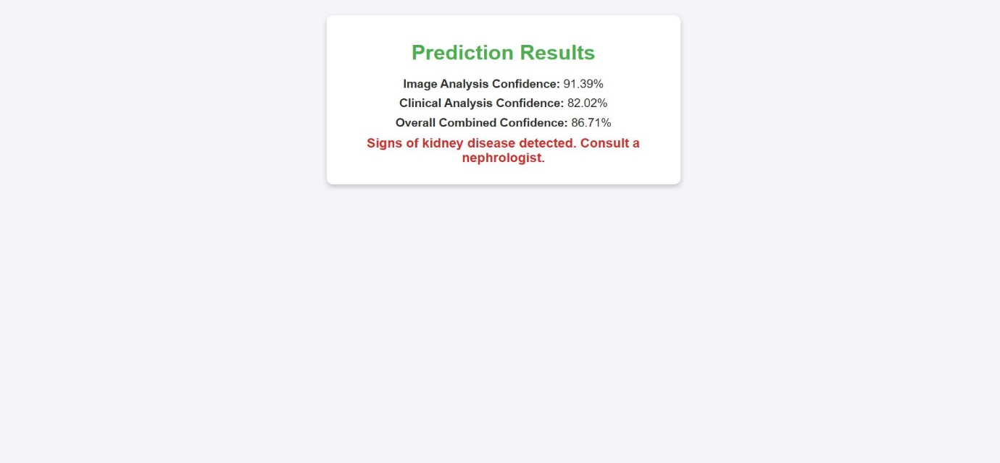 Prediction Results
Image Analysis Confidence: 91.39%
Clinical Analysis Confidence: 82.02%
Overall Combined Confidence: 86.71%
Signs of kidney disease detected. Consult a
nephrologist.